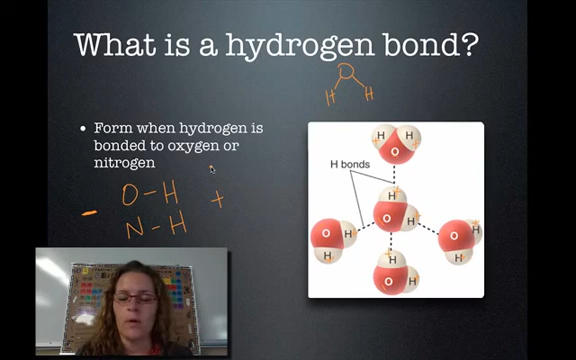 What is a hydrogen bond?
O
H H
• Form when hydrogen is
bonded to oxygen or
nitrogen
- O-H +
N-H
H H
O
H bonds
H
H
O
H
O
H
H
O
H
H
H
O